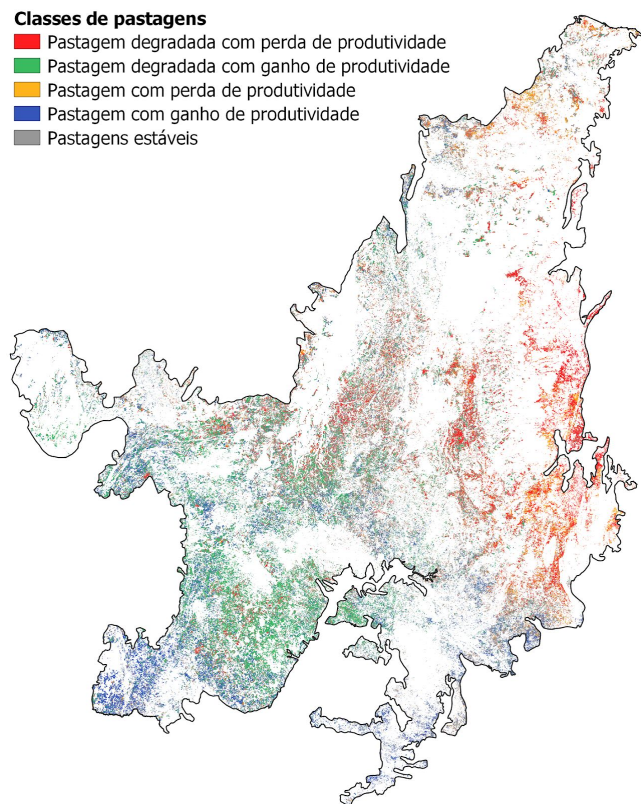 Classes de pastagens
Pastagem degradada com perda de produtividade
Pastagem degradada com ganho de produtividade
Pastagem com perda de produtividade
Pastagem com ganho de produtividade
Pastagens estáveis